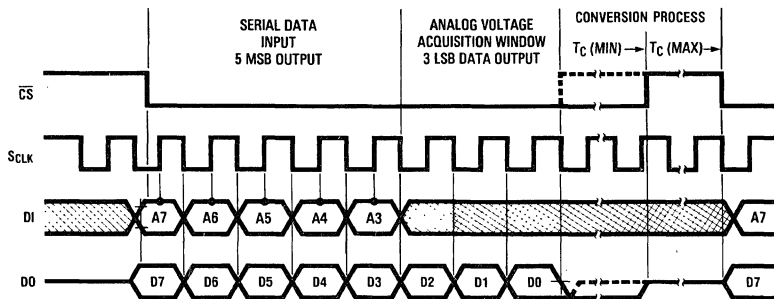 SERIAL DATA
INPUT
5 MSB OUTPUT
ANALOG VOLTAGE
ACQUISITION WINDOW
3 LSB DATA OUTPUT
CONVERSION PROCESS
TC (MIN) TC (MAX)
CS
SCLK
DI A7 A6 A5 A4 A3 A7
DO D7 D6 D5 D4 D3 D2 D1 D0 D7